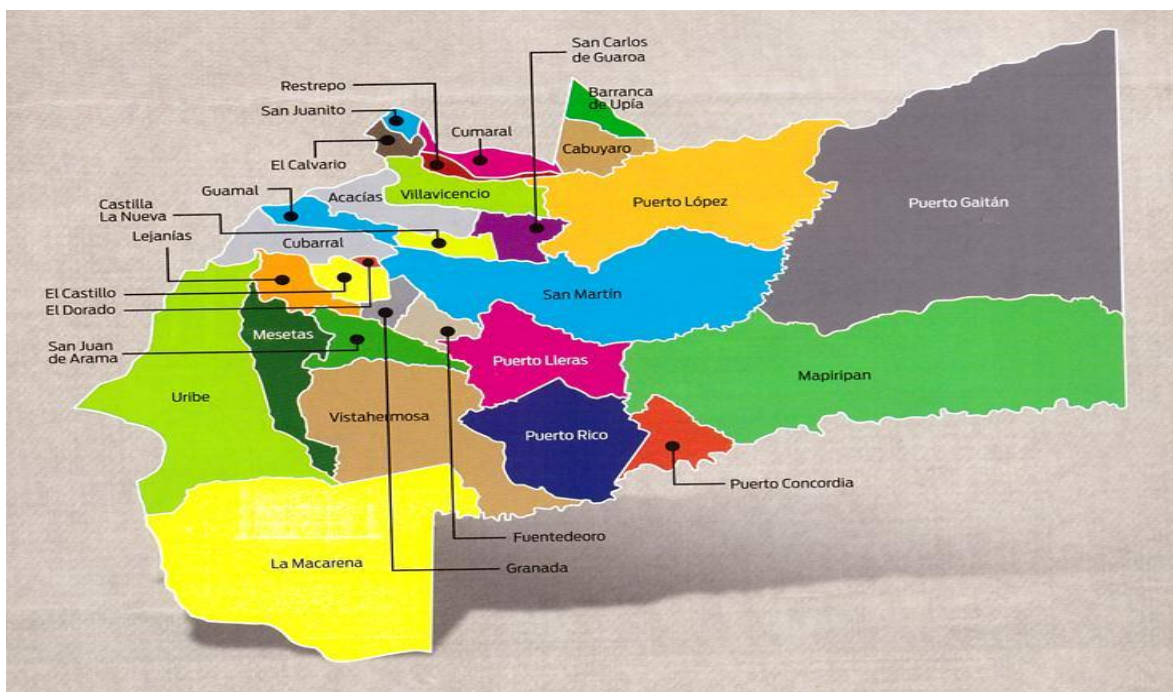 San Carlos
de Guaroa
Restrepo
San Juanito
Barranca
de Upía
Cumaral
El Calvario
Cabuyaro
Guamal
Acacías
Villavicencio
Castilla
La Nueva
Puerto López
Puerto Gaitán
Lejanías
Cubarral
El Castillo
San Martín
El Dorado
Mesetas
San Juan
de Arama
Puerto Lleras
Mapiripan
Uribe
Vistahermosa
Puerto Rico
Puerto Concordia
Fuentedeoro
La Macarena
Granada